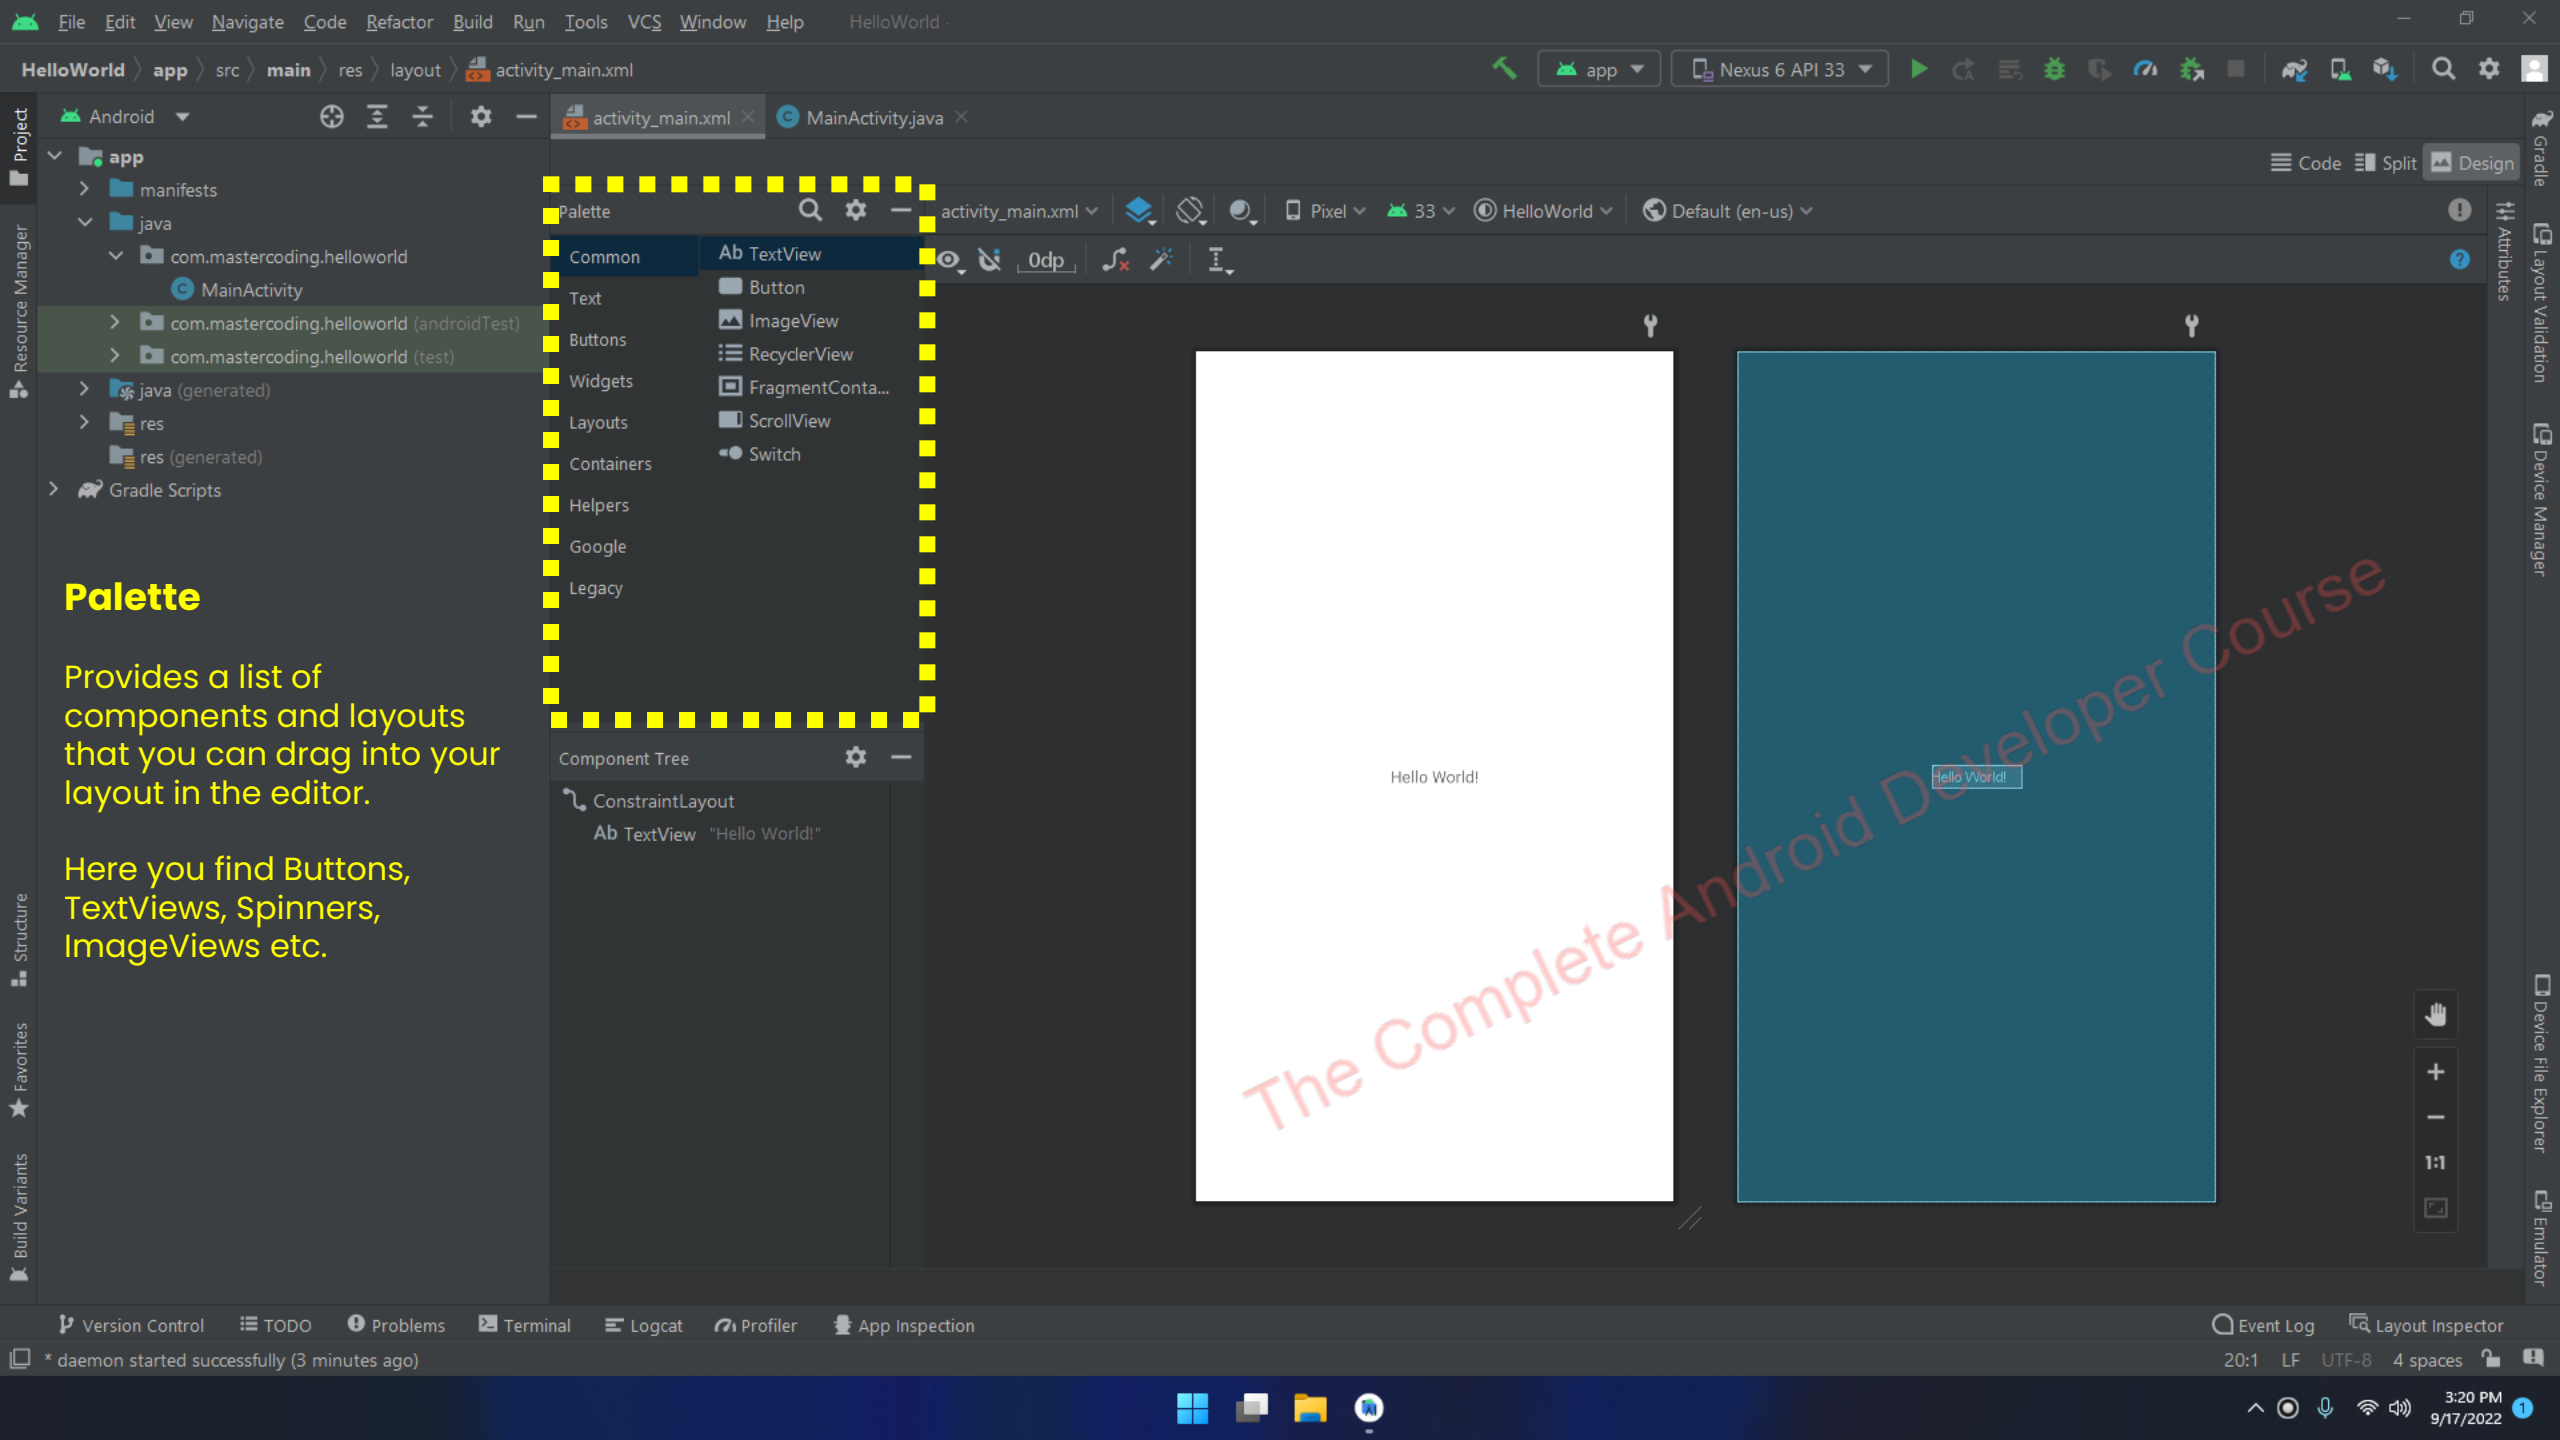 File Edit View Navigate Code Refactor Build Run Tools VCS Window Help HelloWorld -
HelloWorld app src main res layout activity_main.xml
app Nexus 6 API 33
Android
activity_main.xml MainActivity.java
Code Split Design
app
manifests
java
com.mastercoding.helloworld
MainActivity
com.mastercoding.helloworld (androidTest)
com.mastercoding.helloworld (test)
java (generated)
res
res (generated)
Gradle Scripts
Palette
Provides a list of
components and layouts
that you can drag into your
layout in the editor.
Here you find Buttons,
TextViews, Spinners,
ImageViews etc.
Palette
Common
Text
Buttons
Widgets
Layouts
Containers
Helpers
Google
Legacy
Ab TextView
Button
ImageView
RecyclerView
FragmentConta...
ScrollView
Switch
Component Tree
ConstraintLayout
Ab TextView "Hello World!"
activity_main.xml Pixel 33 HelloWorld Default (en-us)
0dp
Hello World!
Hello World!
The Complete Android Developer Course
1:1
Project
Resource Manager
Structure
Favorites
Build Variants
Gradle
Attributes
Layout Validation
Device Manager
Device File Explorer
Emulator
Version Control TODO Problems Terminal Logcat Profiler App Inspection
Event Log Layout Inspector
* daemon started successfully (3 minutes ago)
20:1 LF UTF-8 4 spaces
3:20 PM
9/17/2022
1